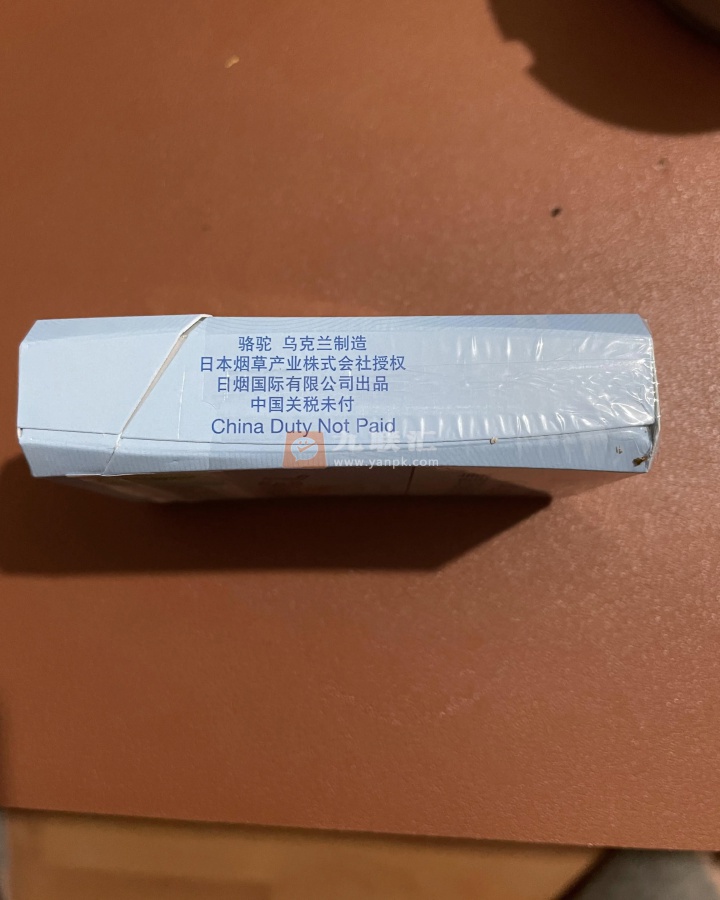 骆驼 乌克兰制造
日本烟草产业株式会社授权
日烟国际有限公司出品
中国关税未付
China Duty Not Paid
www.yanpk.com